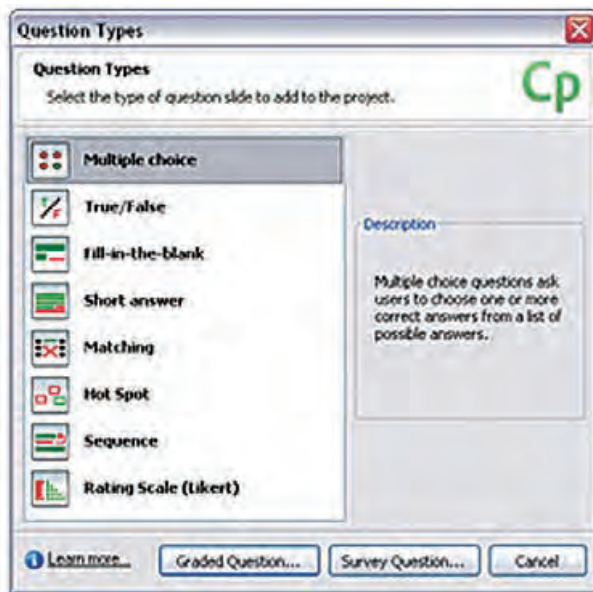 Question Types
Question Types
Select the type of question slide to add to the project.
Cp
Multiple choice
True/False
Fill-in-the-blank
Short answer
Matching
Hot Spot
Sequence
Rating Scale (Likert)
Description
Multiple choice questions ask
users to choose one or more
correct answers from a list of
possible answers.
Learn more...
Graded Question...
Survey Question...
Cancel